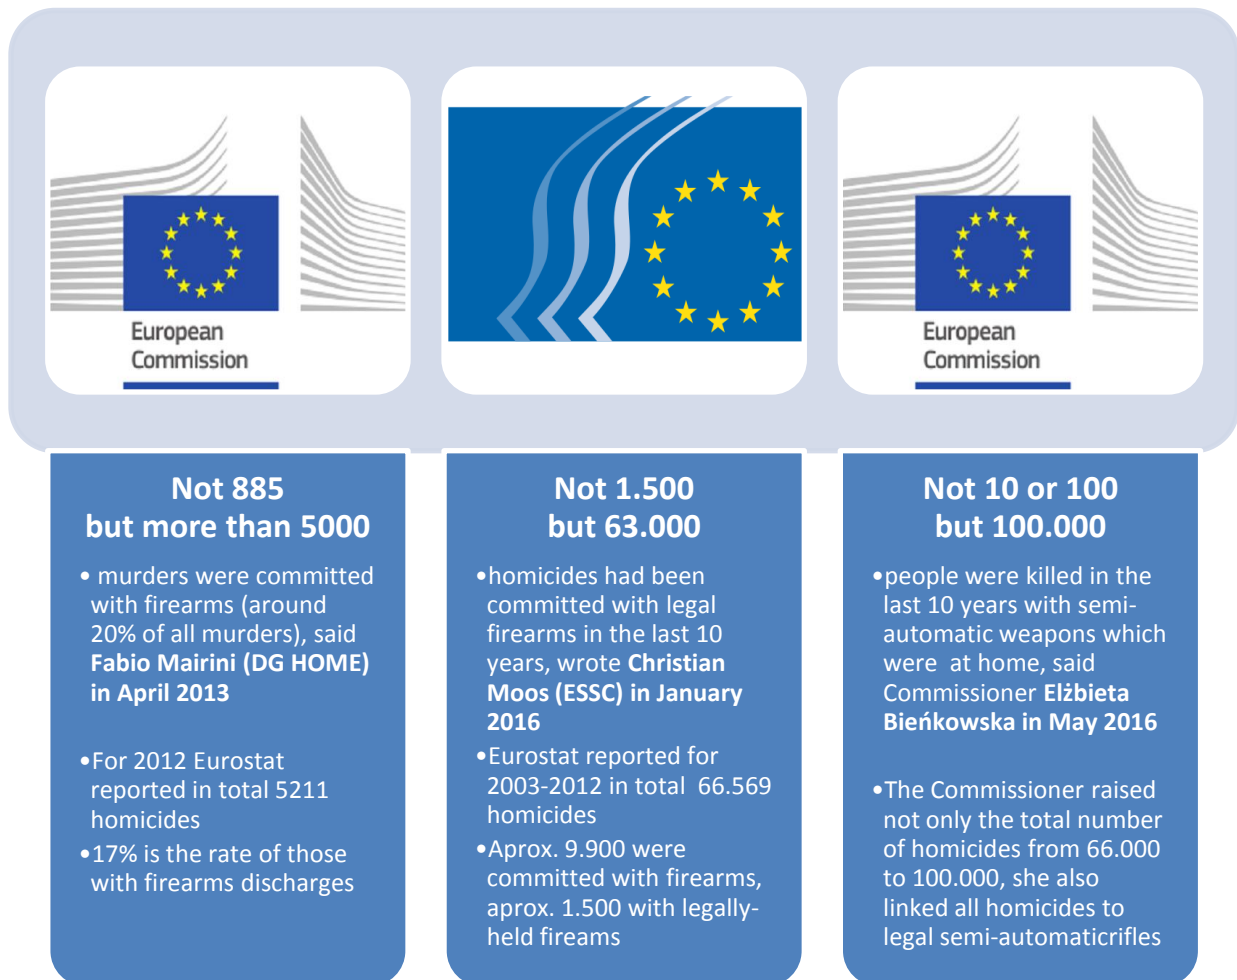 European
Commission
European
Commission
Not 885
but more than 5000
• murders were committed
with firearms (around
20% of all murders), said
Fabio Mairini (DG HOME)
in April 2013
•For 2012 Eurostat
reported in total 5211
homicides
•17% is the rate of those
with firearms discharges
Not 1.500
but 63.000
•homicides had been
committed with legal
firearms in the last 10
years, wrote Christian
Moos (ESSC) in January
2016
•Eurostat reported for
2003-2012 in total 66.569
homicides
•Aprox. 9.900 were
committed with firearms,
aprox. 1.500 with legally-
held fireams
Not 10 or 100
but 100.000
•people were killed in the
last 10 years with semi-
automatic weapons which
were at home, said
Commissioner Elżbieta
Bieńkowska in May 2016
•The Commissioner raised
not only the total number
of homicides from 66.000
to 100.000, she also
linked all homicides to
legal semi-automaticrifles